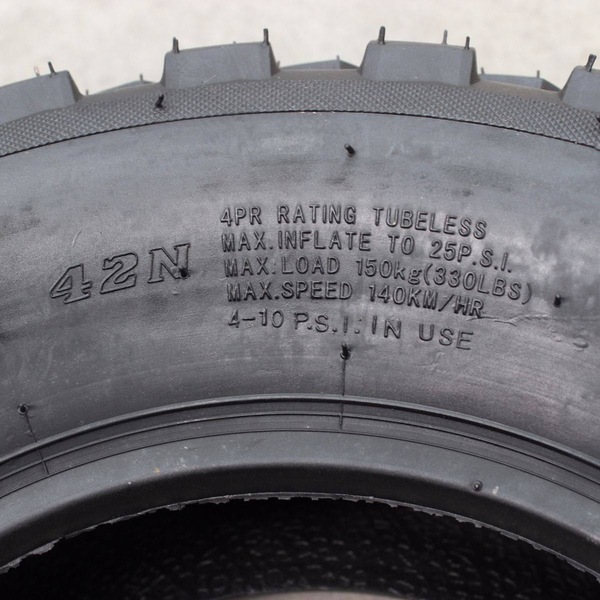 42N
4PR RATING TUBELESS
MAX.INFLATE TO 25P.S.I.
MAX.LOAD 150kg(330LBS)
MAX.SPEED 140KM/HR
4-10 P.S.I. IN USE